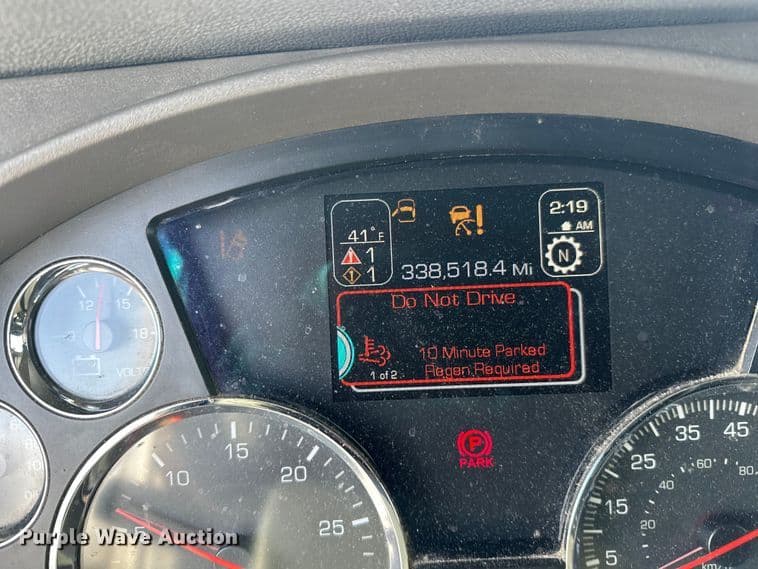 41°F
1
1
338,518.4 Mi
2:19
AM
N
Do Not Drive
10 Minute Parked
Regen Required
1 of 2
P
PARK
12 15
18
VOLTS
10 15 20 25
5
5 15 25 35 45
20 40 60 80
km/
Purple Wave Auction